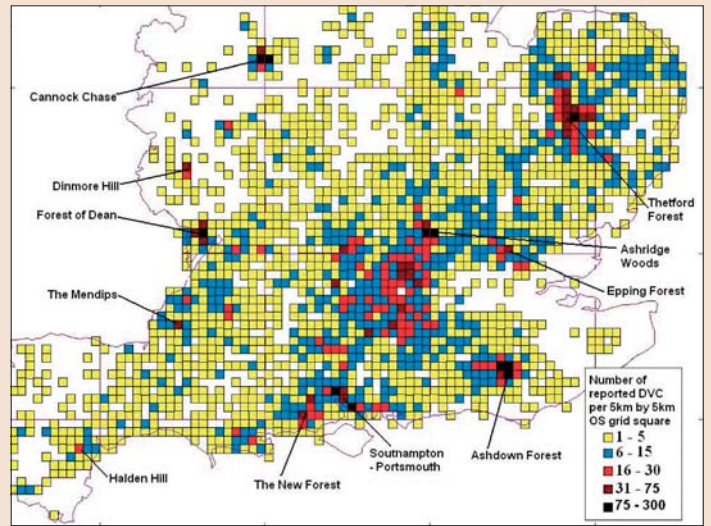 Cannock Chase
Dinmore Hill
Forest of Dean
The Mendips
Halden Hill
The New Forest
Southampton
- Portsmouth
Ashdown Forest
Thetford
Forest
Ashridge
Woods
Epping Forest
Number of
reported DVC
per 5km by 5km
OS grid square
1 - 5
6 - 15
16 - 30
31 - 75
75 - 300